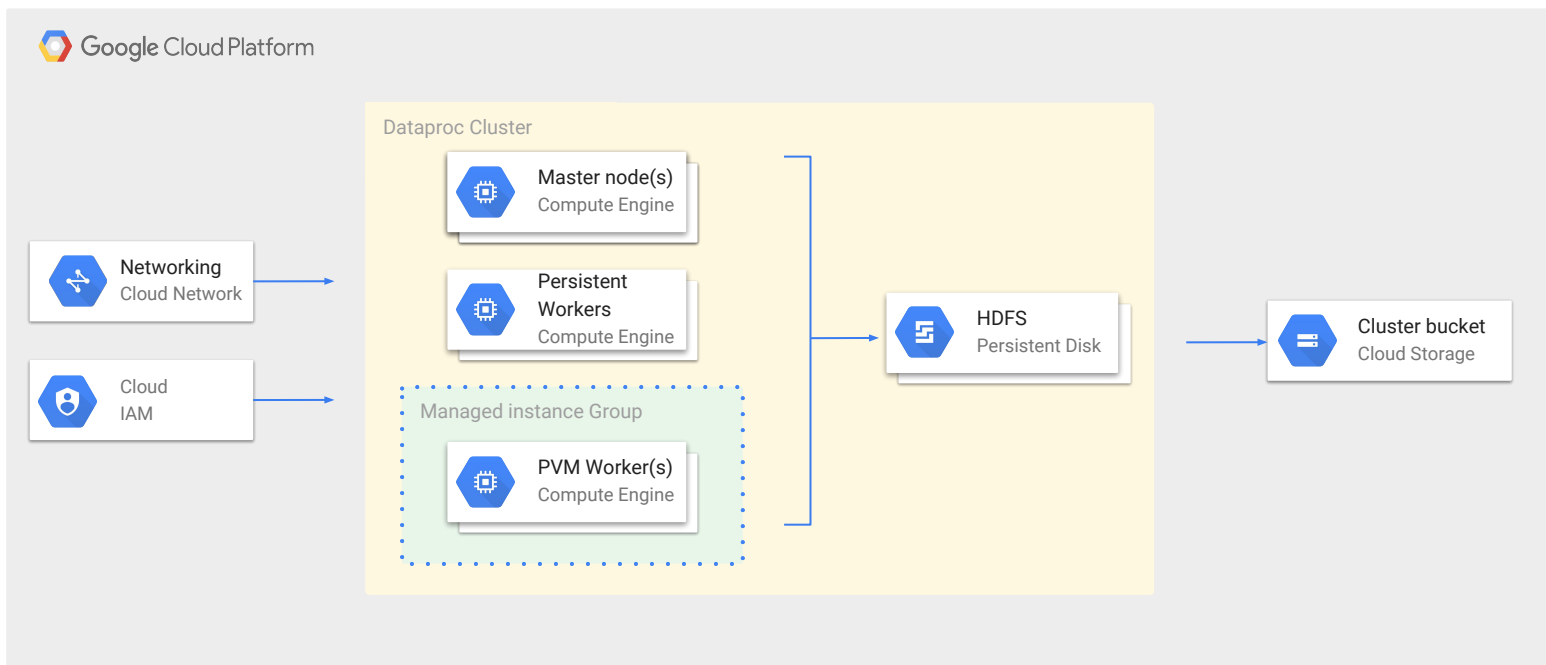 Google Cloud Platform
Dataproc Cluster
Master node(s)
Compute Engine
Networking
Cloud Network
Persistent
Workers
Compute Engine
HDFS
Persistent Disk
Cluster bucket
Cloud Storage
Cloud
IAM
Managed instance Group
PVM Worker(s)
Compute Engine